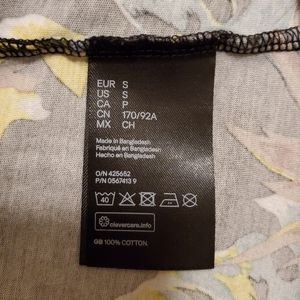 EUR S
US S
CA P
CN 170/92A
MX CH
Made in Bangladesh
Fabriqué en Bangladesh
Hecho en Bangladesh
O/N 425652
P/N 0567413 9
40
clevercare.info
GB 100% COTTON.